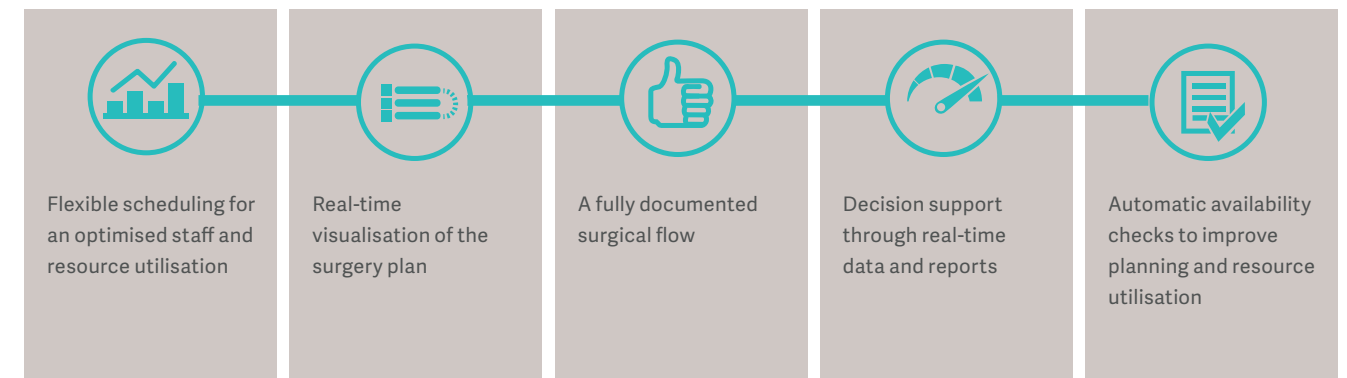 Flexible scheduling for
an optimised staff and
resource utilisation
Real-time
visualisation of the
surgery plan
A fully documented
surgical flow
Decision support
through real-time
data and reports
Automatic availability
checks to improve
planning and resource
utilisation